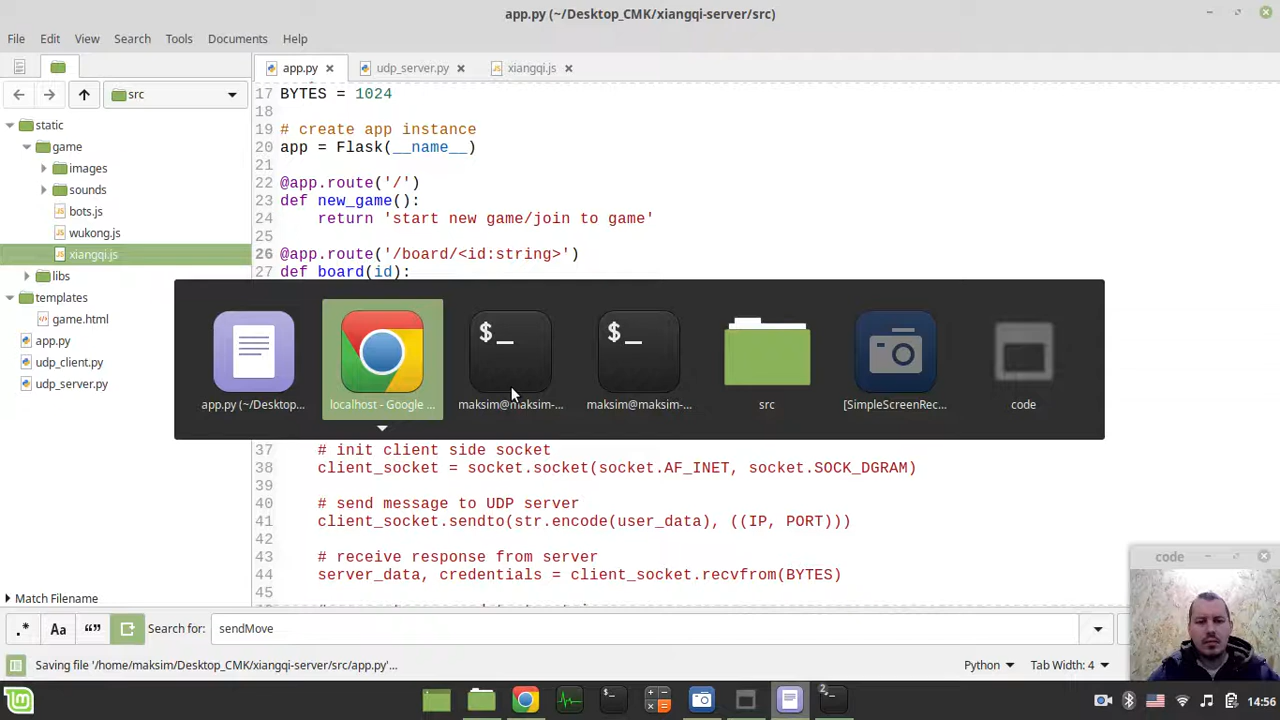 app.py (~/Desktop_CMK/xiangqi-server/src)
File Edit View Search Tools Documents Help
app.py udp_server.py xiangqi.js
src
static
game
images
sounds
bots.js
wukong.js
xiangqi.js
libs
templates
game.html
app.py
udp_client.py
udp_server.py
17 BYTES = 1024
18
19 # create app instance
20 app = Flask(__name__)
21
22 @app.route('/')
23 def new_game():
24 return 'start new game/join to game'
25
26 @app.route('/board/<id:string>')
27 def board(id):
$_ $_
app.py (~/Desktop... localhost - Google ... maksim@maksim-... maksim@maksim-... src [SimpleScreenRec... code
37 # init client side socket
38 client_socket = socket.socket(socket.AF_INET, socket.SOCK_DGRAM)
39
40 # send message to UDP server
41 client_socket.sendto(str.encode(user_data), ((IP, PORT)))
42
43 # receive response from server
44 server_data, credentials = client_socket.recvfrom(BYTES)
45
code
Match Filename
.* Aa “” Search for: sendMove
Saving file '/home/maksim/Desktop_CMK/xiangqi-server/src/app.py'... Python Tab Width: 4
14:56